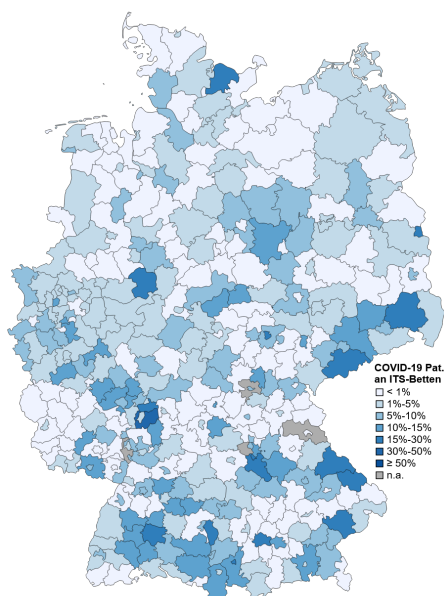 COVID-19 Pat.
an ITS-Betten
< 1%
1%-5%
5%-10%
10%-15%
15%-30%
30%-50%
≥ 50%
n.a.